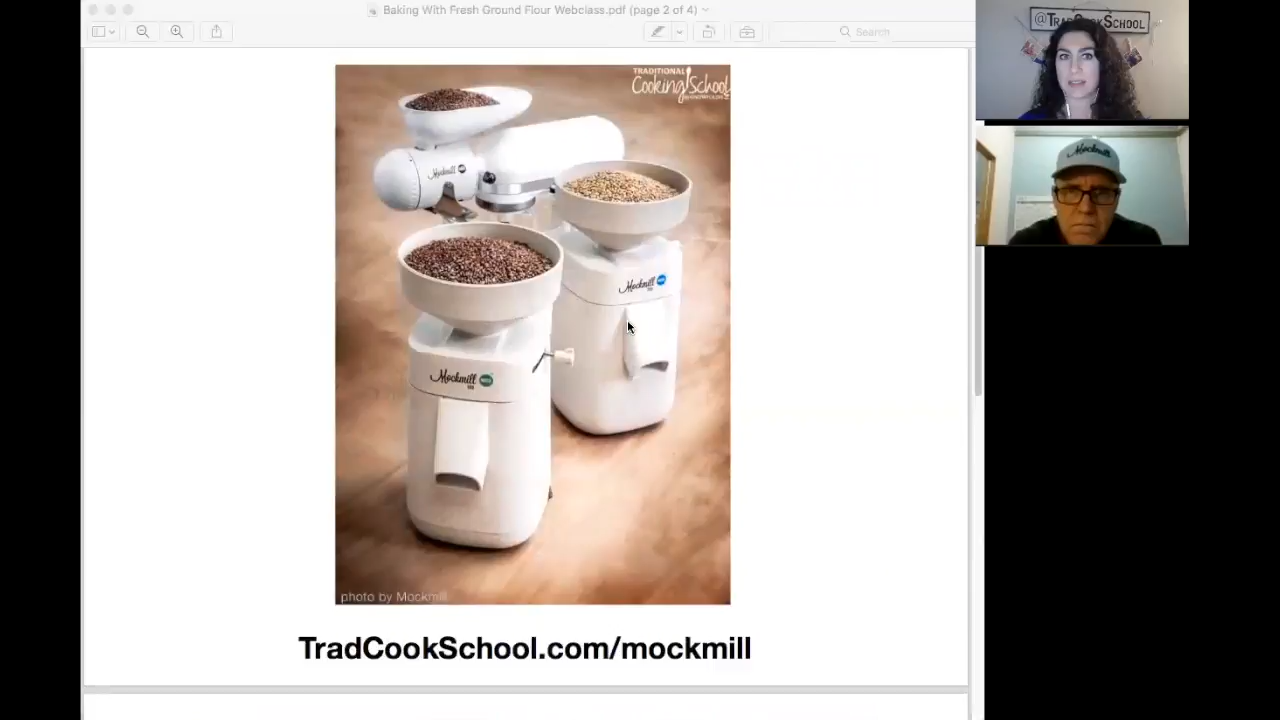 Baking With Fresh Ground Flour Webclass.pdf (page 2 of 4)
Search
@TRADCOOKSCHOOL
TRADITIONAL
Cooking School
Mockmill
Mockmill
Mockmill
Mockmill
photo by Mockmill
TradCookSchool.com/mockmill